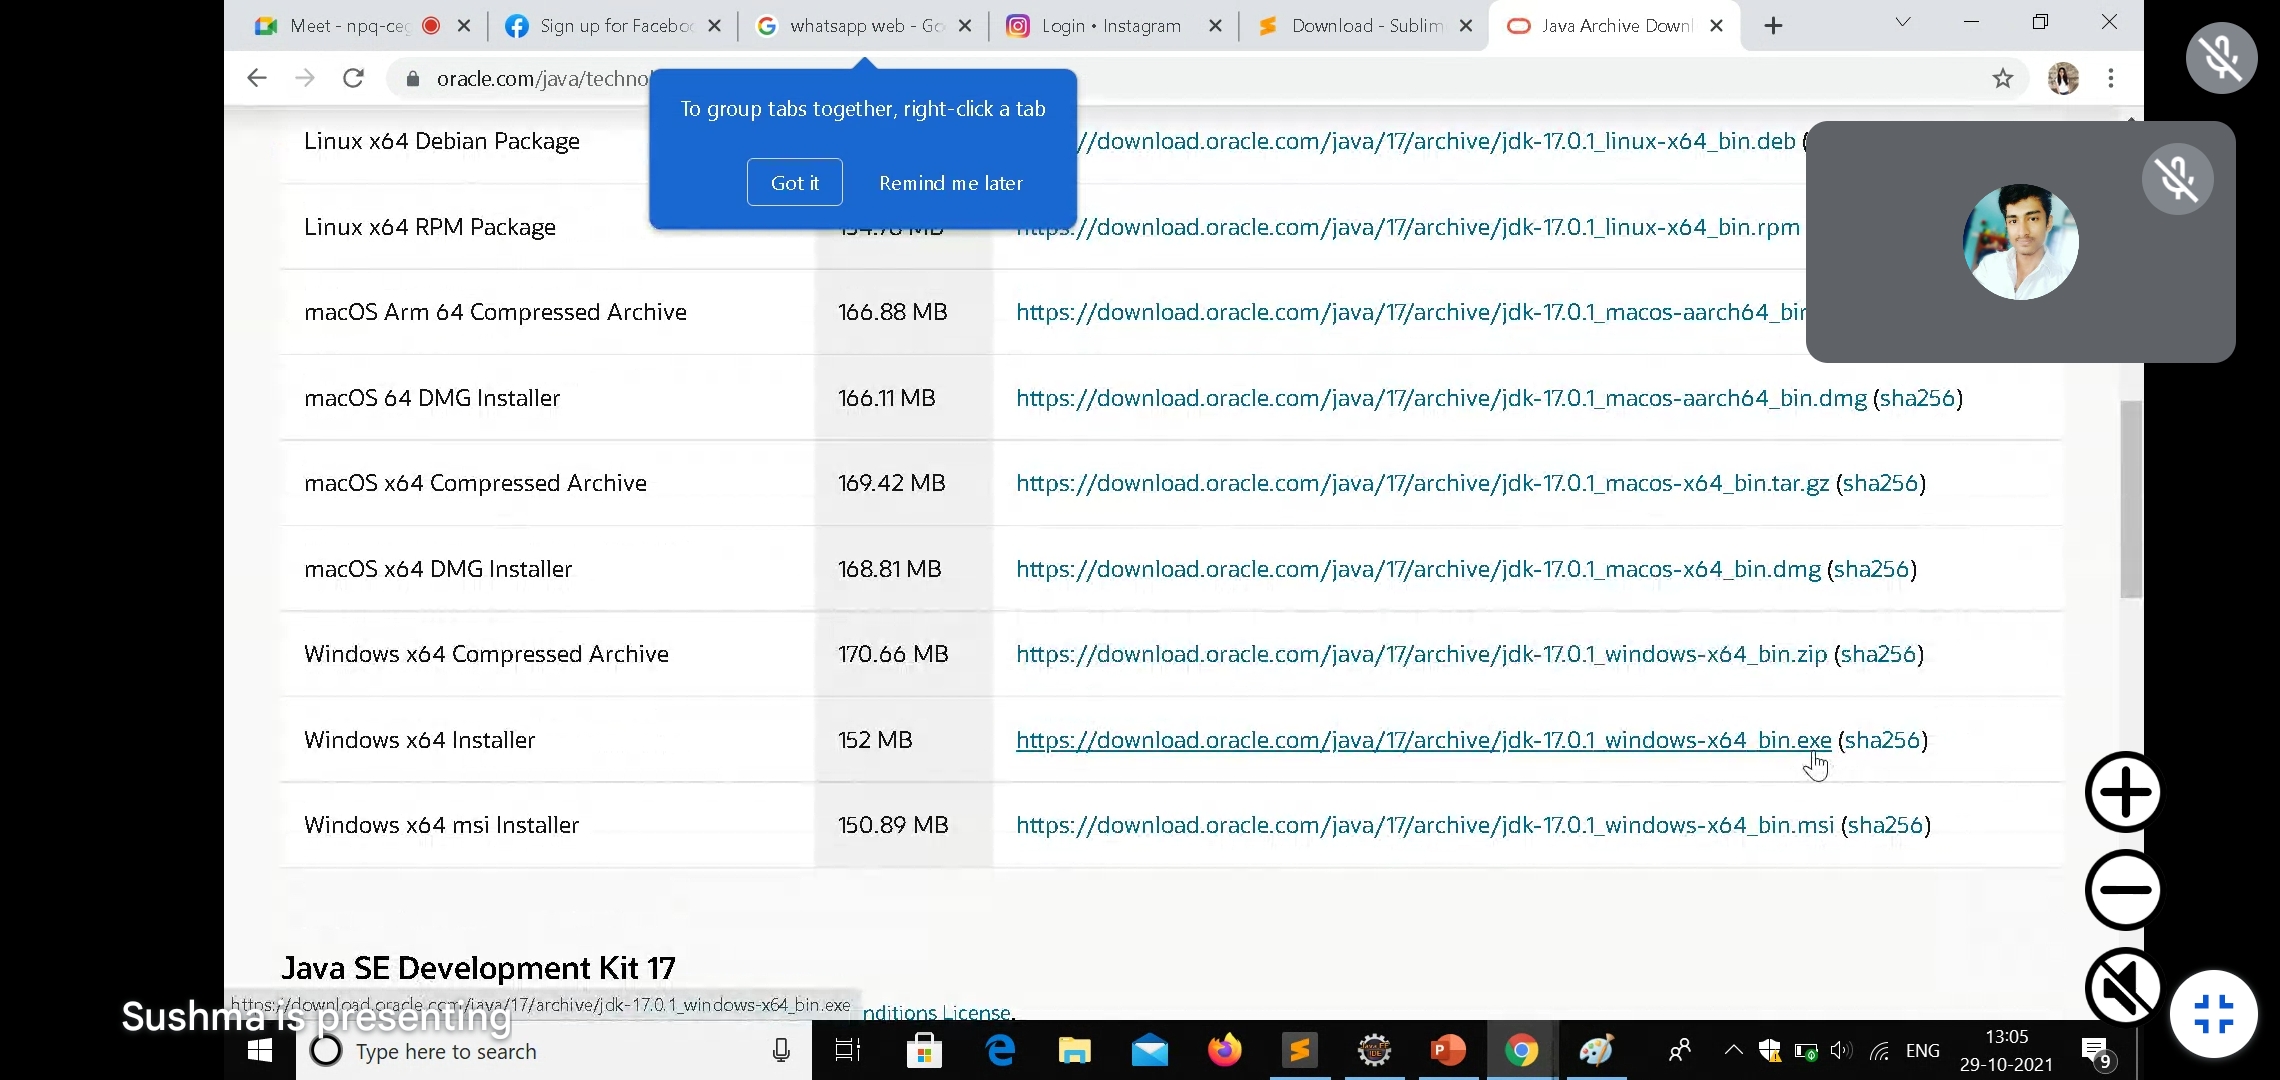 Meet - npq-ceg
Sign up for Facebo
whatsapp web - Go
Login • Instagram
Download - Sublim
Java Archive Downl
oracle.com/java/techno
To group tabs together, right-click a tab
Got it
Remind me later
Linux x64 Debian Package
//download.oracle.com/java/17/archive/jdk-17.0.1_linux-x64_bin.deb (
Linux x64 RPM Package
https://download.oracle.com/java/17/archive/jdk-17.0.1_linux-x64_bin.rpm
macOS Arm 64 Compressed Archive
166.88 MB
https://download.oracle.com/java/17/archive/jdk-17.0.1_macos-aarch64_bin
macOS 64 DMG Installer
166.11 MB
https://download.oracle.com/java/17/archive/jdk-17.0.1_macos-aarch64_bin.dmg (sha256)
macOS x64 Compressed Archive
169.42 MB
https://download.oracle.com/java/17/archive/jdk-17.0.1_macos-x64_bin.tar.gz (sha256)
macOS x64 DMG Installer
168.81 MB
https://download.oracle.com/java/17/archive/jdk-17.0.1_macos-x64_bin.dmg (sha256)
Windows x64 Compressed Archive
170.66 MB
https://download.oracle.com/java/17/archive/jdk-17.0.1_windows-x64_bin.zip (sha256)
Windows x64 Installer
152 MB
https://download.oracle.com/java/17/archive/jdk-17.0.1_windows-x64_bin.exe (sha256)
Windows x64 msi Installer
150.89 MB
https://download.oracle.com/java/17/archive/jdk-17.0.1_windows-x64_bin.msi (sha256)
Java SE Development Kit 17
https://download.oracle.com/java/17/archive/jdk-17.0.1_windows-x64_bin.exe
nditions License.
Sushma is presenting
Type here to search
ENG
13:05
29-10-2021
9